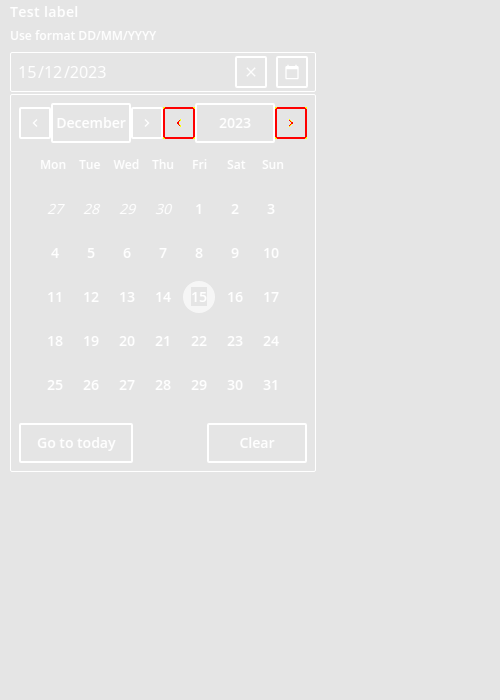 Test label
Use format DD/MM/YYYY
15/12/2023
December 2023
Mon Tue Wed Thu Fri Sat Sun
27 28 29 30 1 2 3
4 5 6 7 8 9 10
11 12 13 14 15 16 17
18 19 20 21 22 23 24
25 26 27 28 29 30 31
Go to today Clear